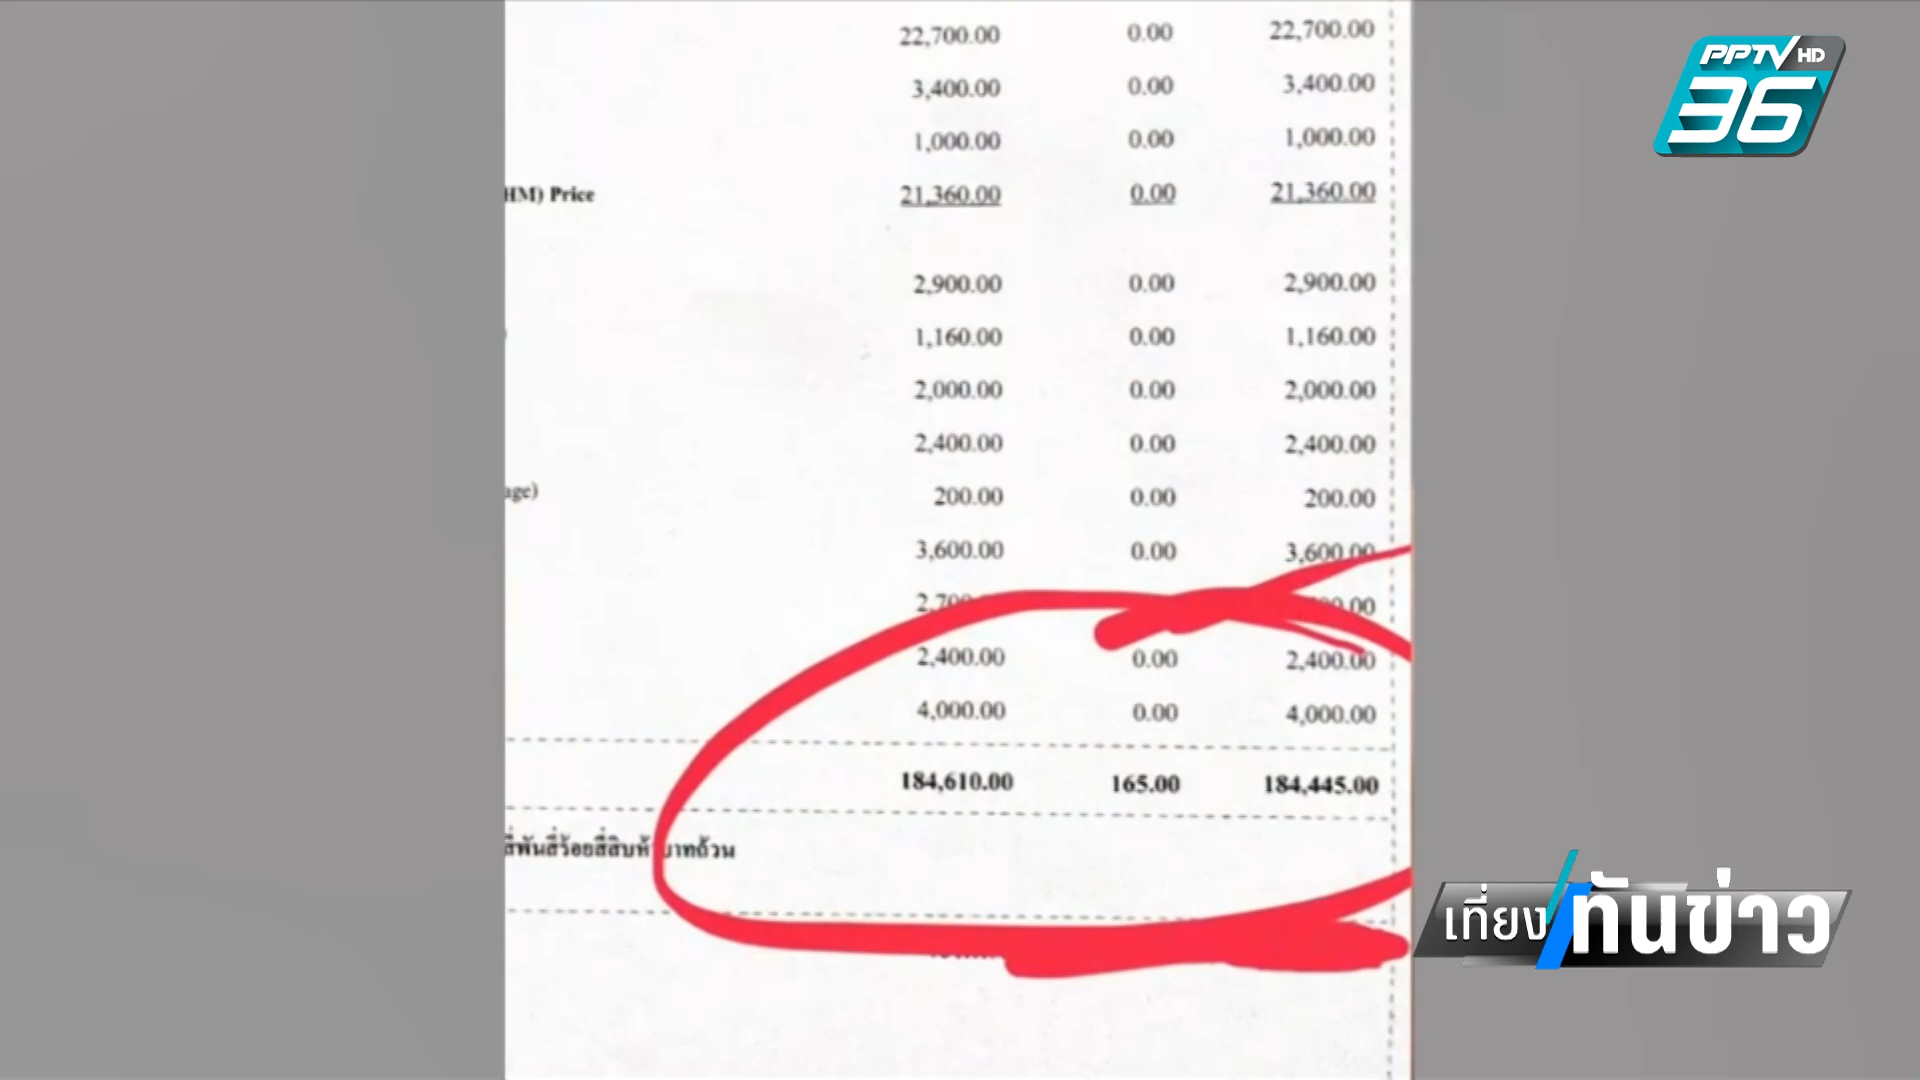 22,700.00 0.00 22,700.00
PPTV HD
36
3,400.00 0.00 3,400.00
1,000.00 0.00 1,000.00
Price 21,360.00 0.00 21,360.00
2,900.00 0.00 2,900.00
1,160.00 0.00 1,160.00
2,000.00 0.00 2,000.00
2,400.00 0.00 2,400.00
200.00 0.00 200.00
3,600.00 0.00 3,600.00
2,400.00 0.00 2,400.00
4,000.00 0.00 4,000.00
184,610.00 165.00 184,445.00
สี่พันสี่ร้อยสี่สิบห้าบาทถ้วน
เที่ยงทันข่าว